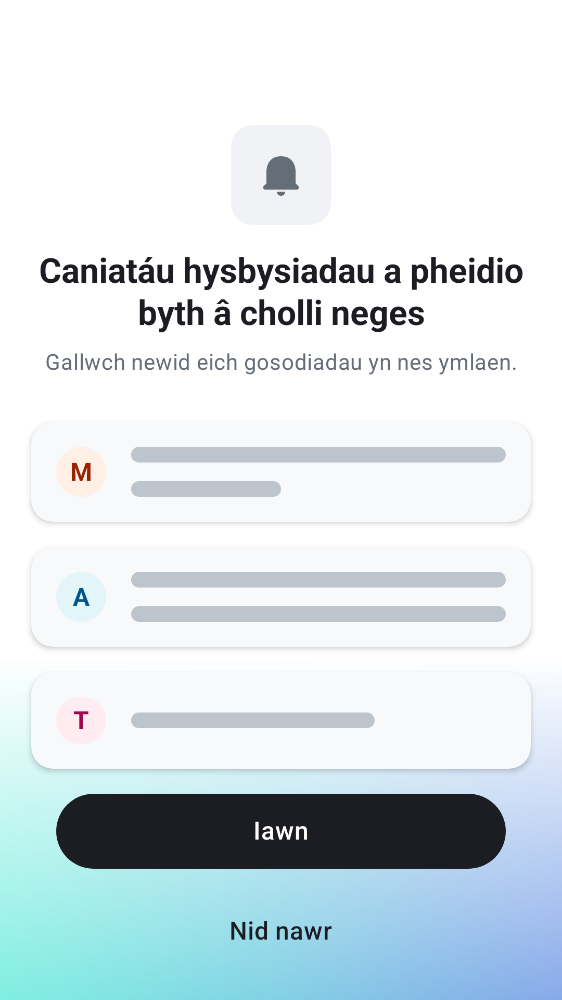 Caniatáu hysbysiadau a pheidio
byth â cholli neges
Gallwch newid eich gosodiadau yn nes ymlaen.
M
A
T
Iawn
Nid nawr